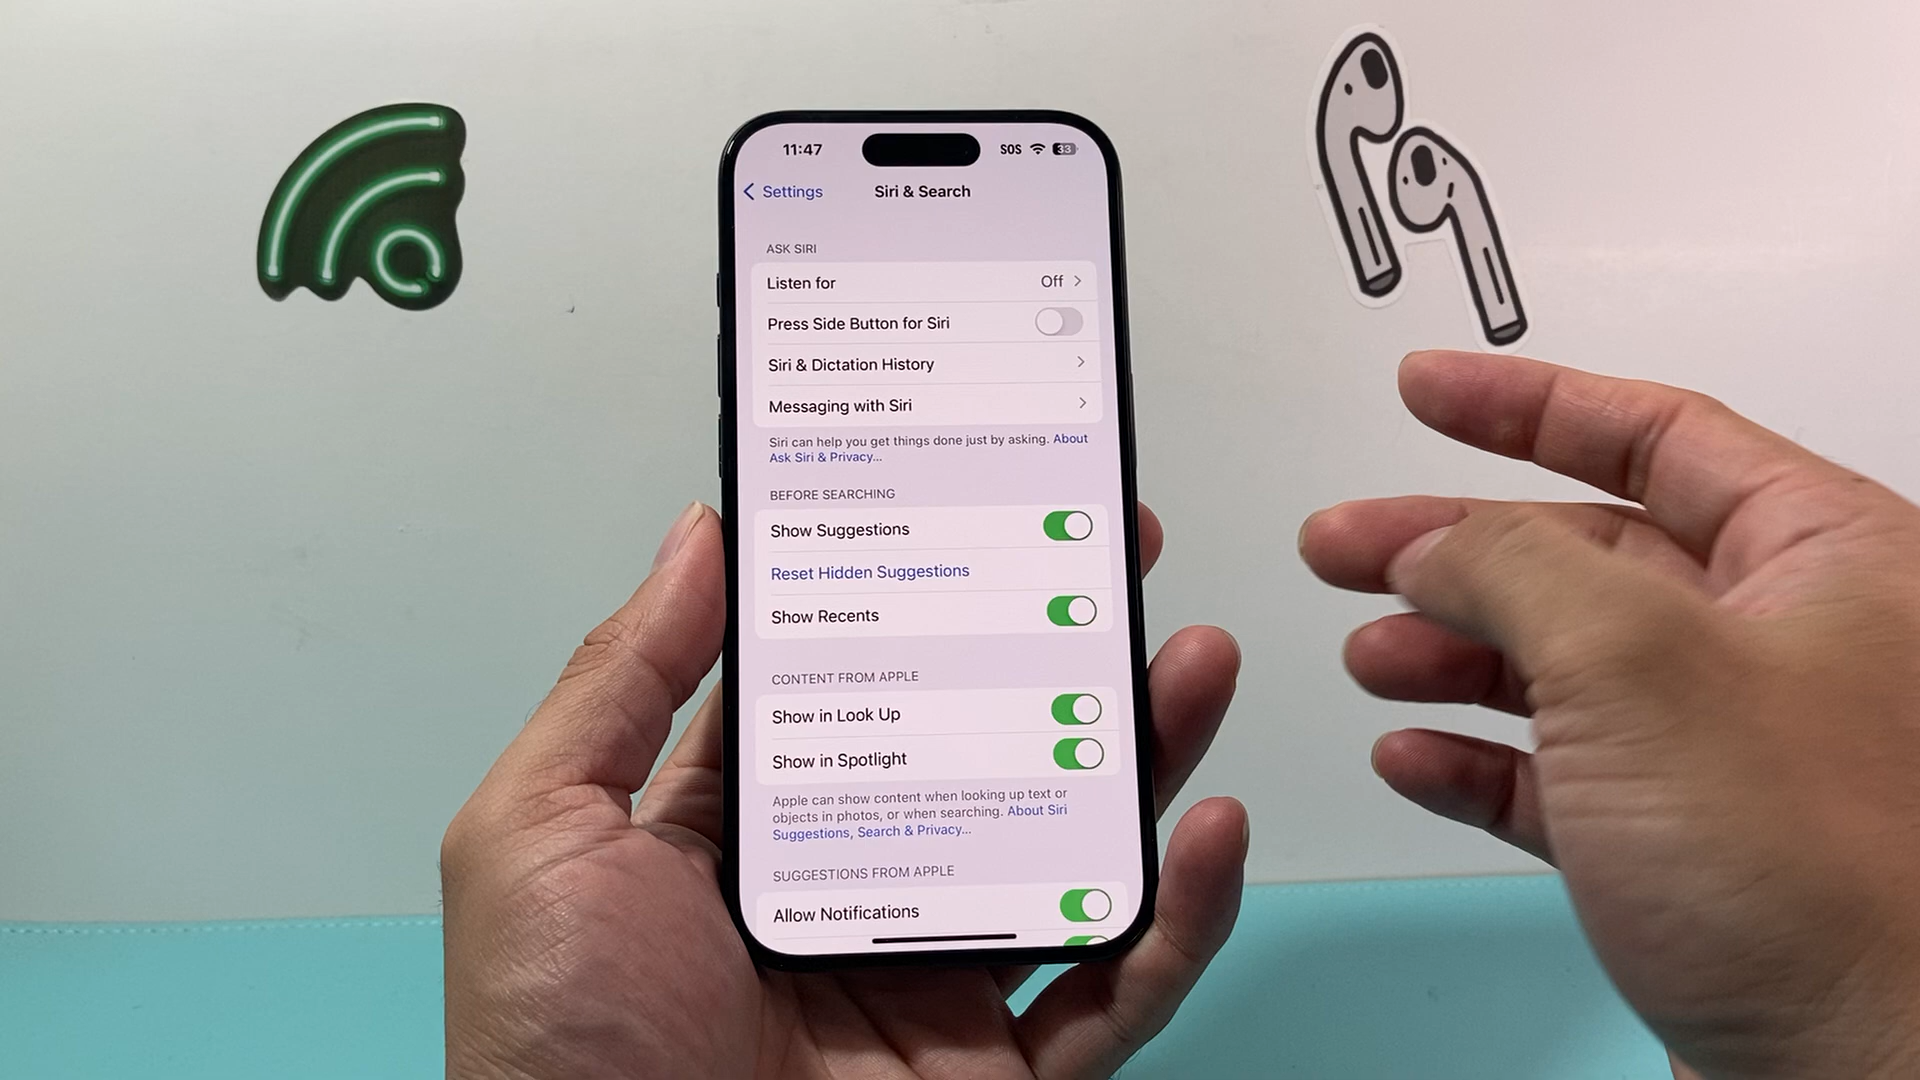 11:47
SOS 33
Settings
Siri & Search
ASK SIRI
Listen for Off
Press Side Button for Siri
Siri & Dictation History
Messaging with Siri
Siri can help you get things done just by asking. About
Ask Siri & Privacy...
BEFORE SEARCHING
Show Suggestions
Reset Hidden Suggestions
Show Recents
CONTENT FROM APPLE
Show in Look Up
Show in Spotlight
Apple can show content when looking up text or
objects in photos, or when searching. About Siri
Suggestions, Search & Privacy...
SUGGESTIONS FROM APPLE
Allow Notifications